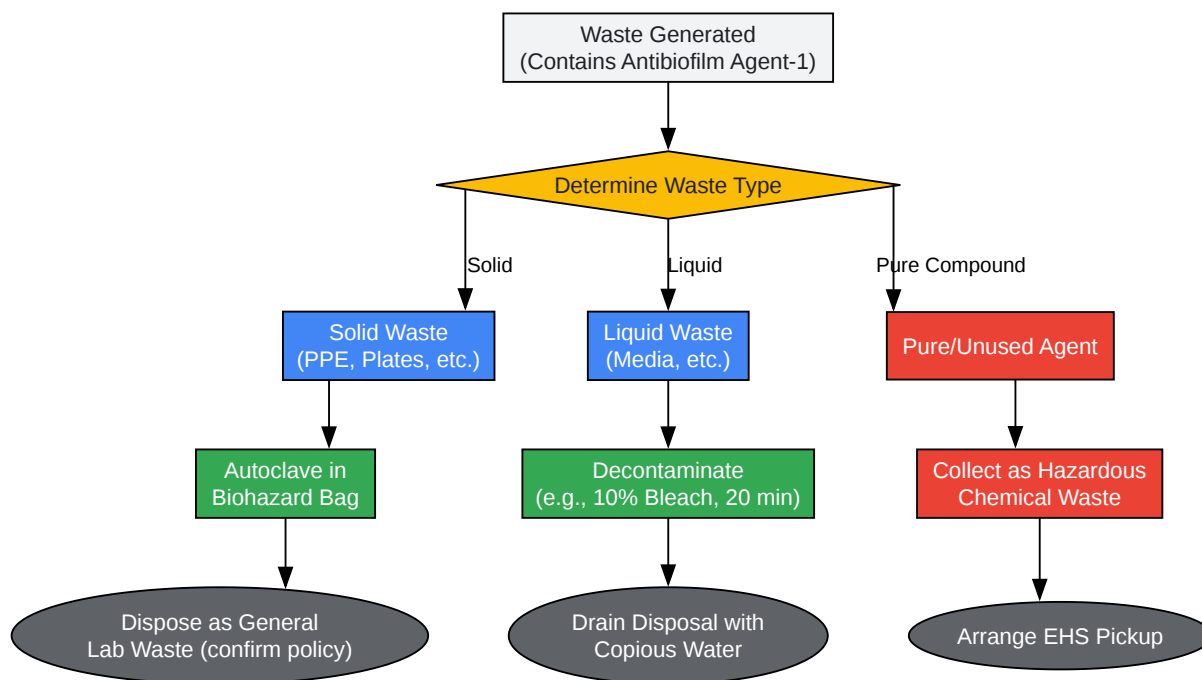 Waste Generated
(Contains Antibiofilm Agent-1)
Determine Waste Type
Solid
Liquid
Pure Compound
Solid Waste
(PPE, Plates, etc.)
Liquid Waste
(Media, etc.)
Pure/Unused Agent
Autoclave in
Biohazard Bag
Decontaminate
(e.g., 10% Bleach, 20 min)
Collect as Hazardous
Chemical Waste
Dispose as General
Lab Waste (confirm policy)
Drain Disposal with
Copious Water
Arrange EHS Pickup